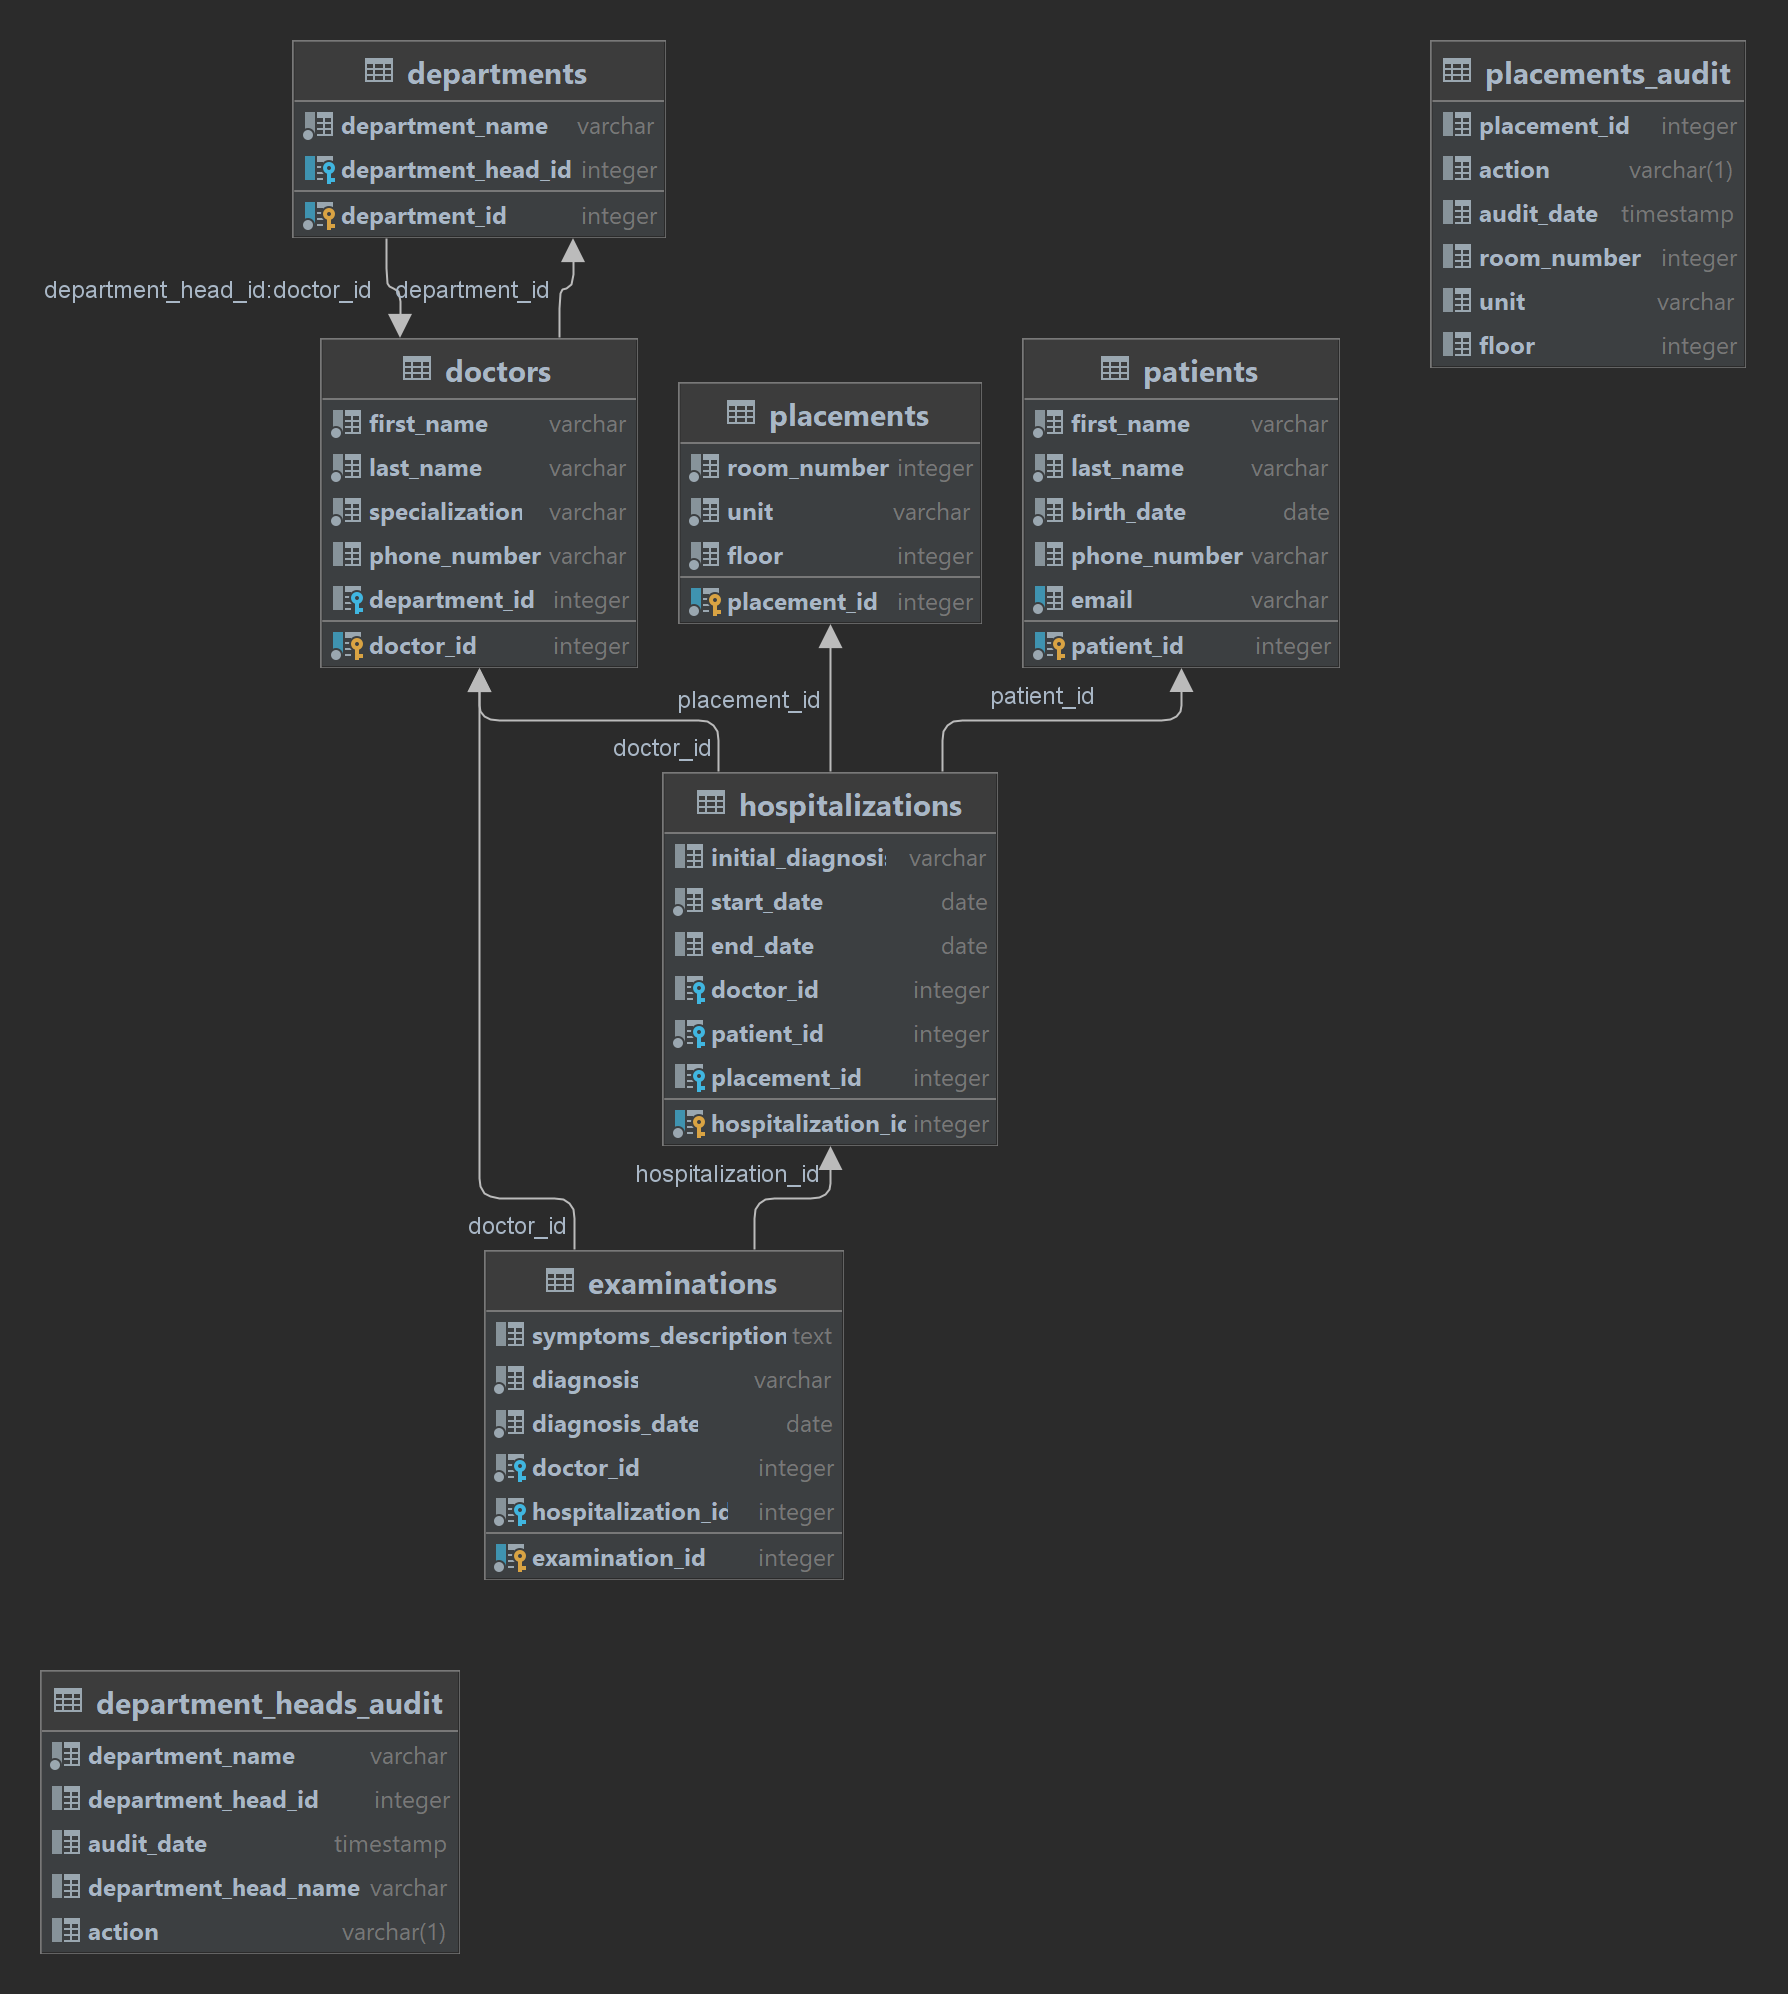 departments
department_name varchar
department_head_id integer
department_id integer
placements_audit
placement_id integer
action varchar(1)
audit_date timestamp
room_number integer
unit varchar
floor integer
department_head_id:doctor_id
department_id
doctors
first_name varchar
last_name varchar
specialization varchar
phone_number varchar
department_id integer
doctor_id integer
placements
room_number integer
unit varchar
floor integer
placement_id integer
patients
first_name varchar
last_name varchar
birth_date date
phone_number varchar
email varchar
patient_id integer
placement_id
patient_id
doctor_id
hospitalizations
initial_diagnosi varchar
start_date date
end_date date
doctor_id integer
patient_id integer
placement_id integer
hospitalization_id integer
hospitalization_id
doctor_id
examinations
symptoms_description text
diagnosis varchar
diagnosis_date date
doctor_id integer
hospitalization_id integer
examination_id integer
department_heads_audit
department_name varchar
department_head_id integer
audit_date timestamp
department_head_name varchar
action varchar(1)